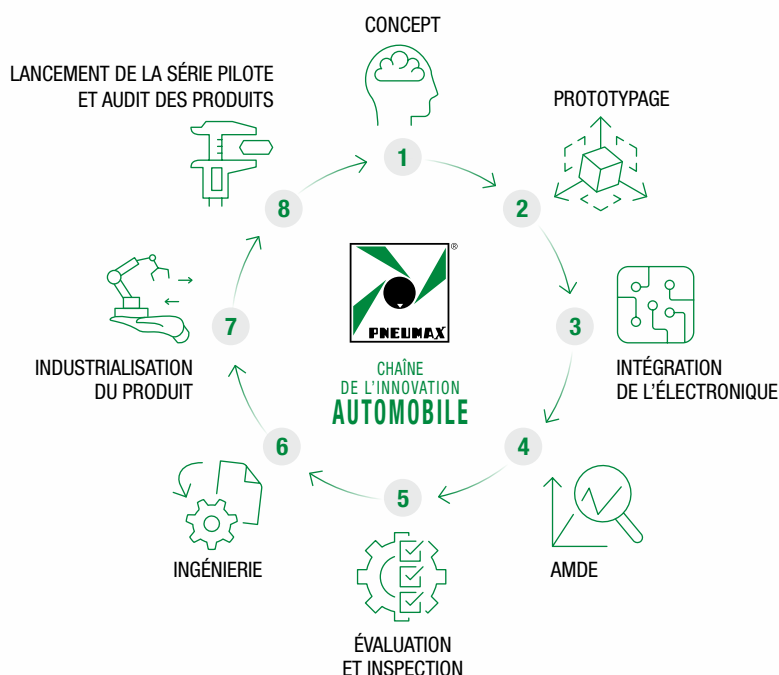 CONCEPT
1
PROTOTYPAGE
2
3
INTÉGRATION
DE L'ÉLECTRONIQUE
4
AMDE
5
ÉVALUATION
ET INSPECTION
6
INGÉNIERIE
7
INDUSTRIALISATION
DU PRODUIT
8
LANCEMENT DE LA SÉRIE PILOTE
ET AUDIT DES PRODUITS
®
PNEUMAX
CHAÎNE
DE L'INNOVATION
AUTOMOBILE